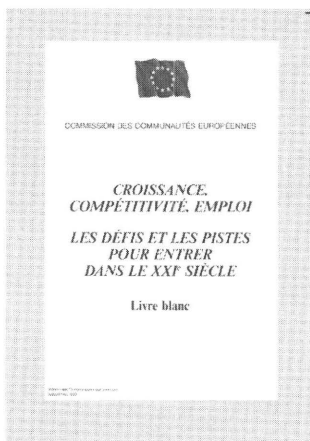 COMMISSION DES COMMUNAUTÉS EUROPÉENNES
CROISSANCE,
COMPÉTITIVITÉ, EMPLOI
LES DÉFIS ET LES PISTES
POUR ENTRER
DANS LE XXIᵉ SIÈCLE
Livre blanc